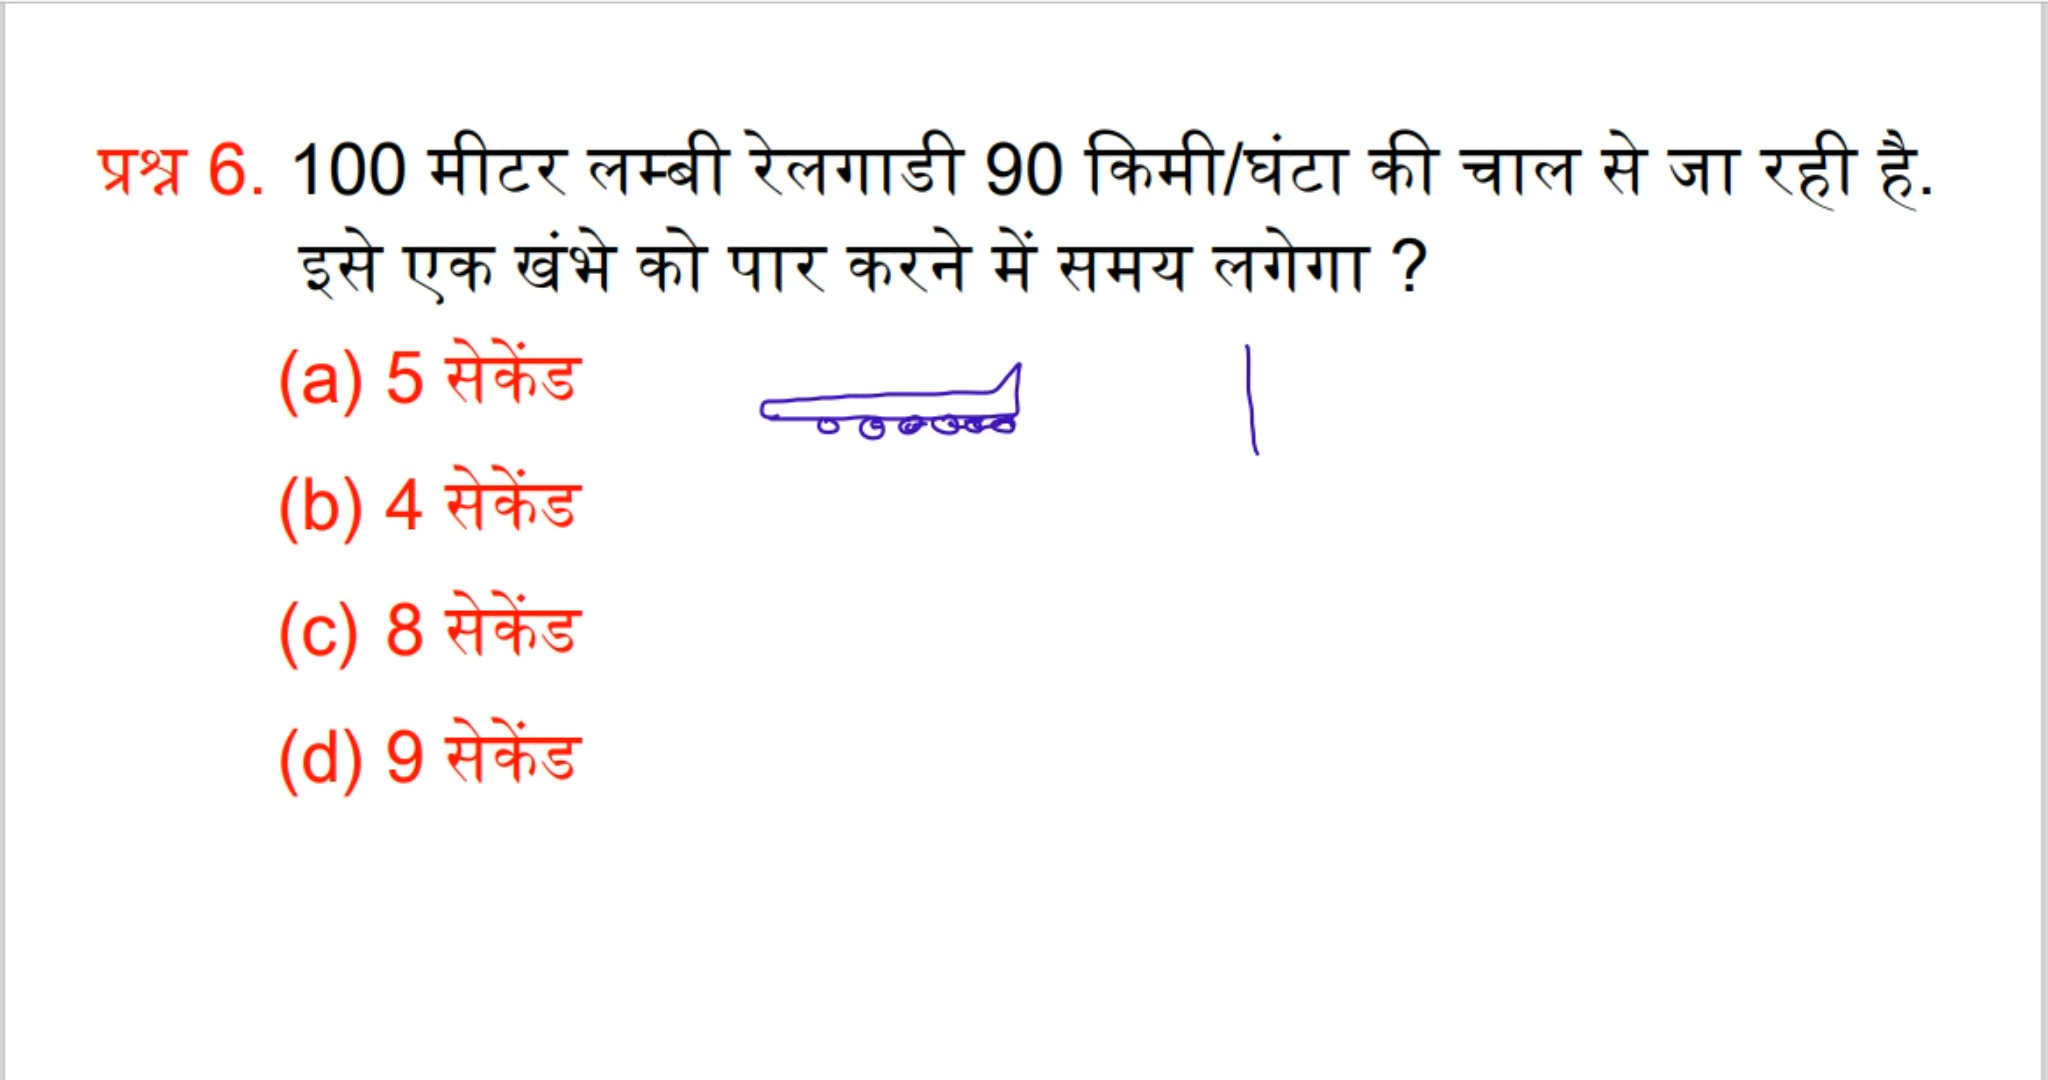 प्रश्न 6. 100 मीटर लम्बी रेलगाडी 90 किमी/घंटा की चाल से जा रही है.
इसे एक खंभे को पार करने में समय लगेगा ?
(a) 5 सेकेंड
(b) 4 सेकेंड
(c) 8 सेकेंड
(d) 9 सेकेंड